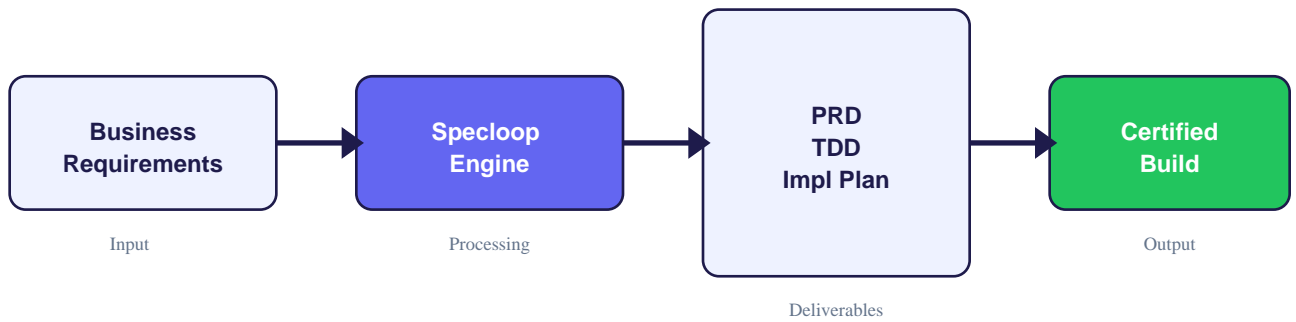 Business
Requirements
Specloop
Engine
PRD
TDD
Impl Plan
Certified
Build
Input
Processing
Deliverables
Output